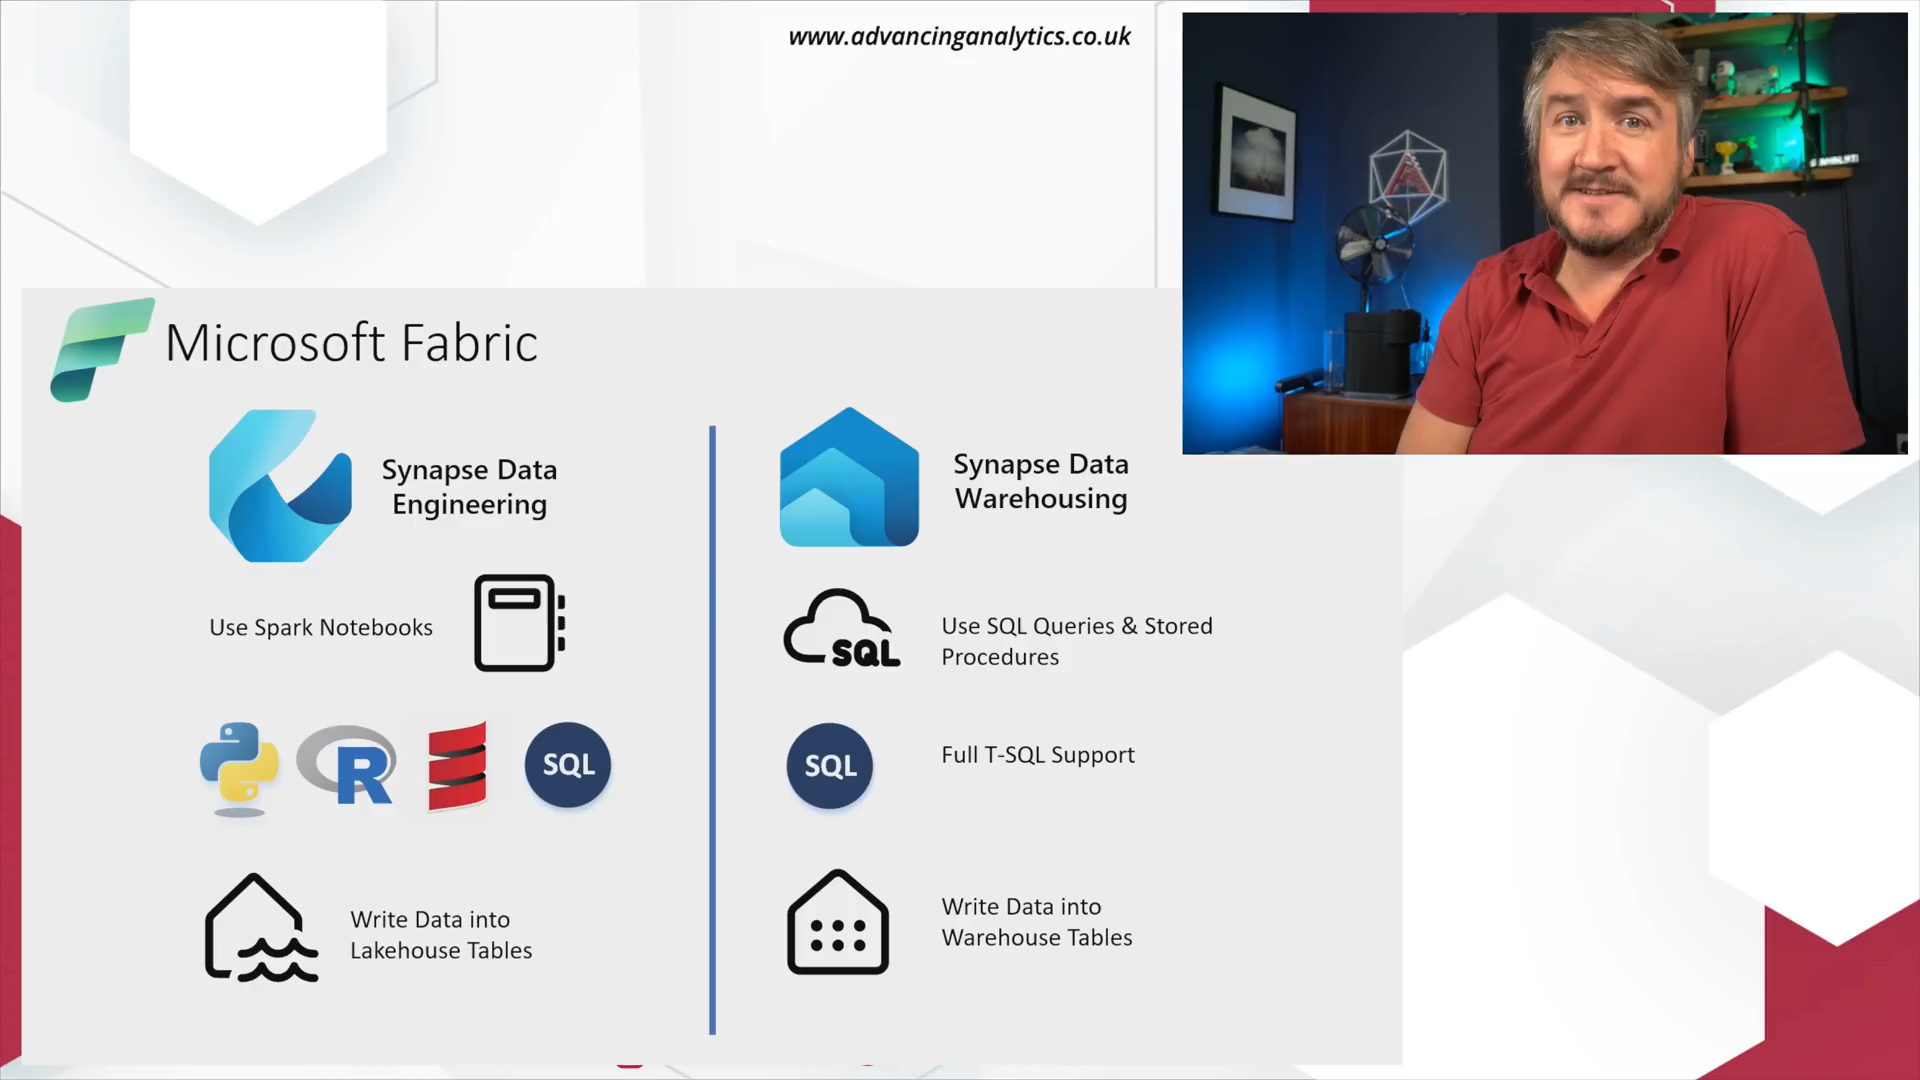 www.advancinganalytics.co.uk
Microsoft Fabric
Synapse Data
Engineering
Use Spark Notebooks
R
SQL
Write Data into
Lakehouse Tables
Synapse Data
Warehousing
SQL
Use SQL Queries & Stored
Procedures
SQL
Full T-SQL Support
Write Data into
Warehouse Tables